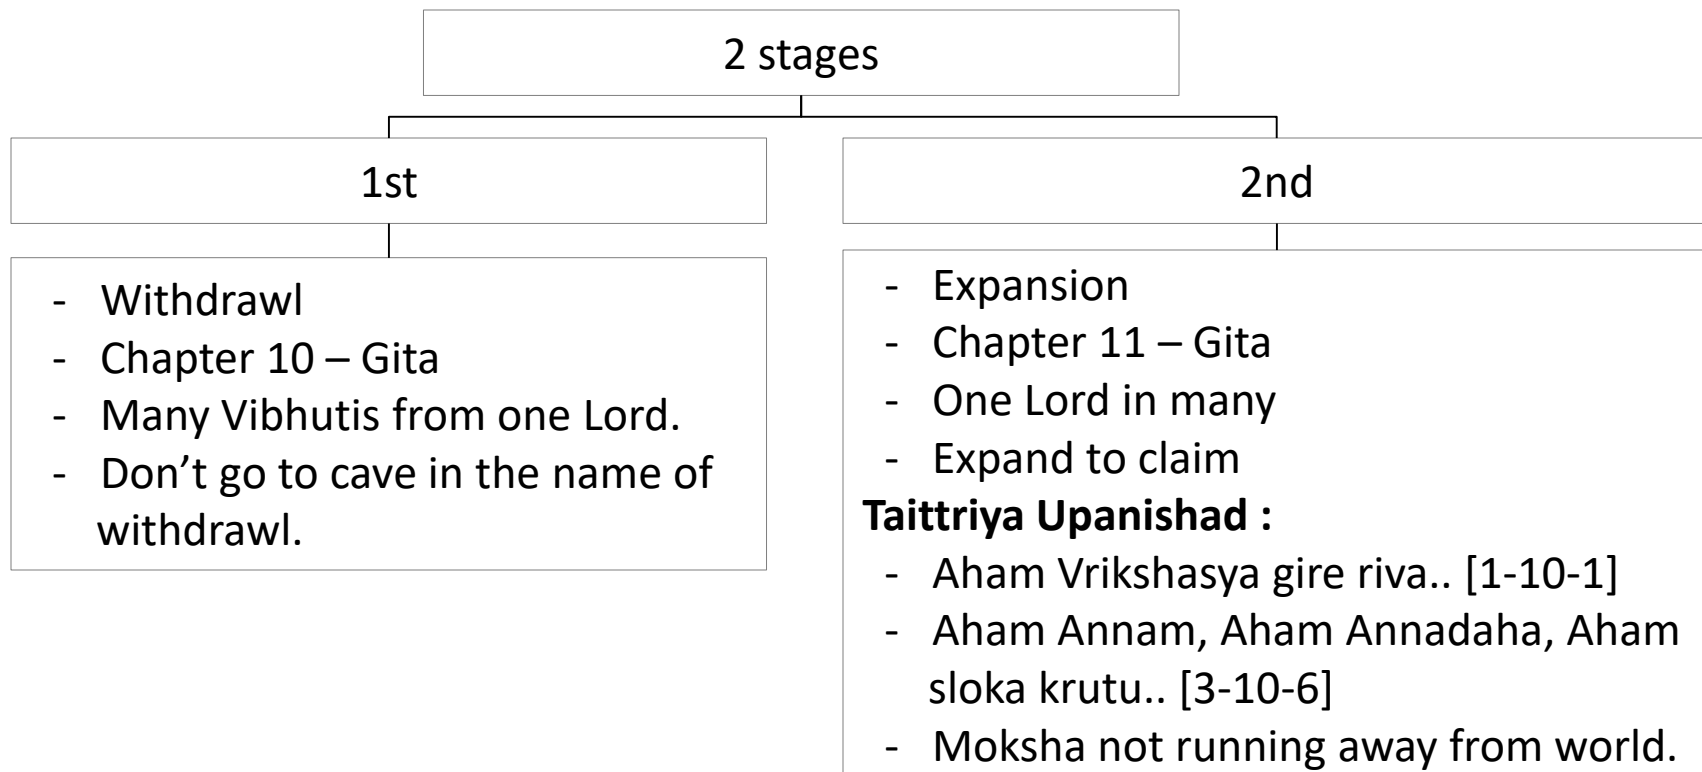 2 stages
1st
- Withdrawl
- Chapter 10 – Gita
- Many Vibhutis from one Lord.
- Don’t go to cave in the name of
withdrawl.
2nd
- Expansion
- Chapter 11 – Gita
- One Lord in many
- Expand to claim
Taittriya Upanishad :
- Aham Vrikshasya gire riva.. [1-10-1]
- Aham Annam, Aham Annadaha, Aham
sloka krutu.. [3-10-6]
- Moksha not running away from world.